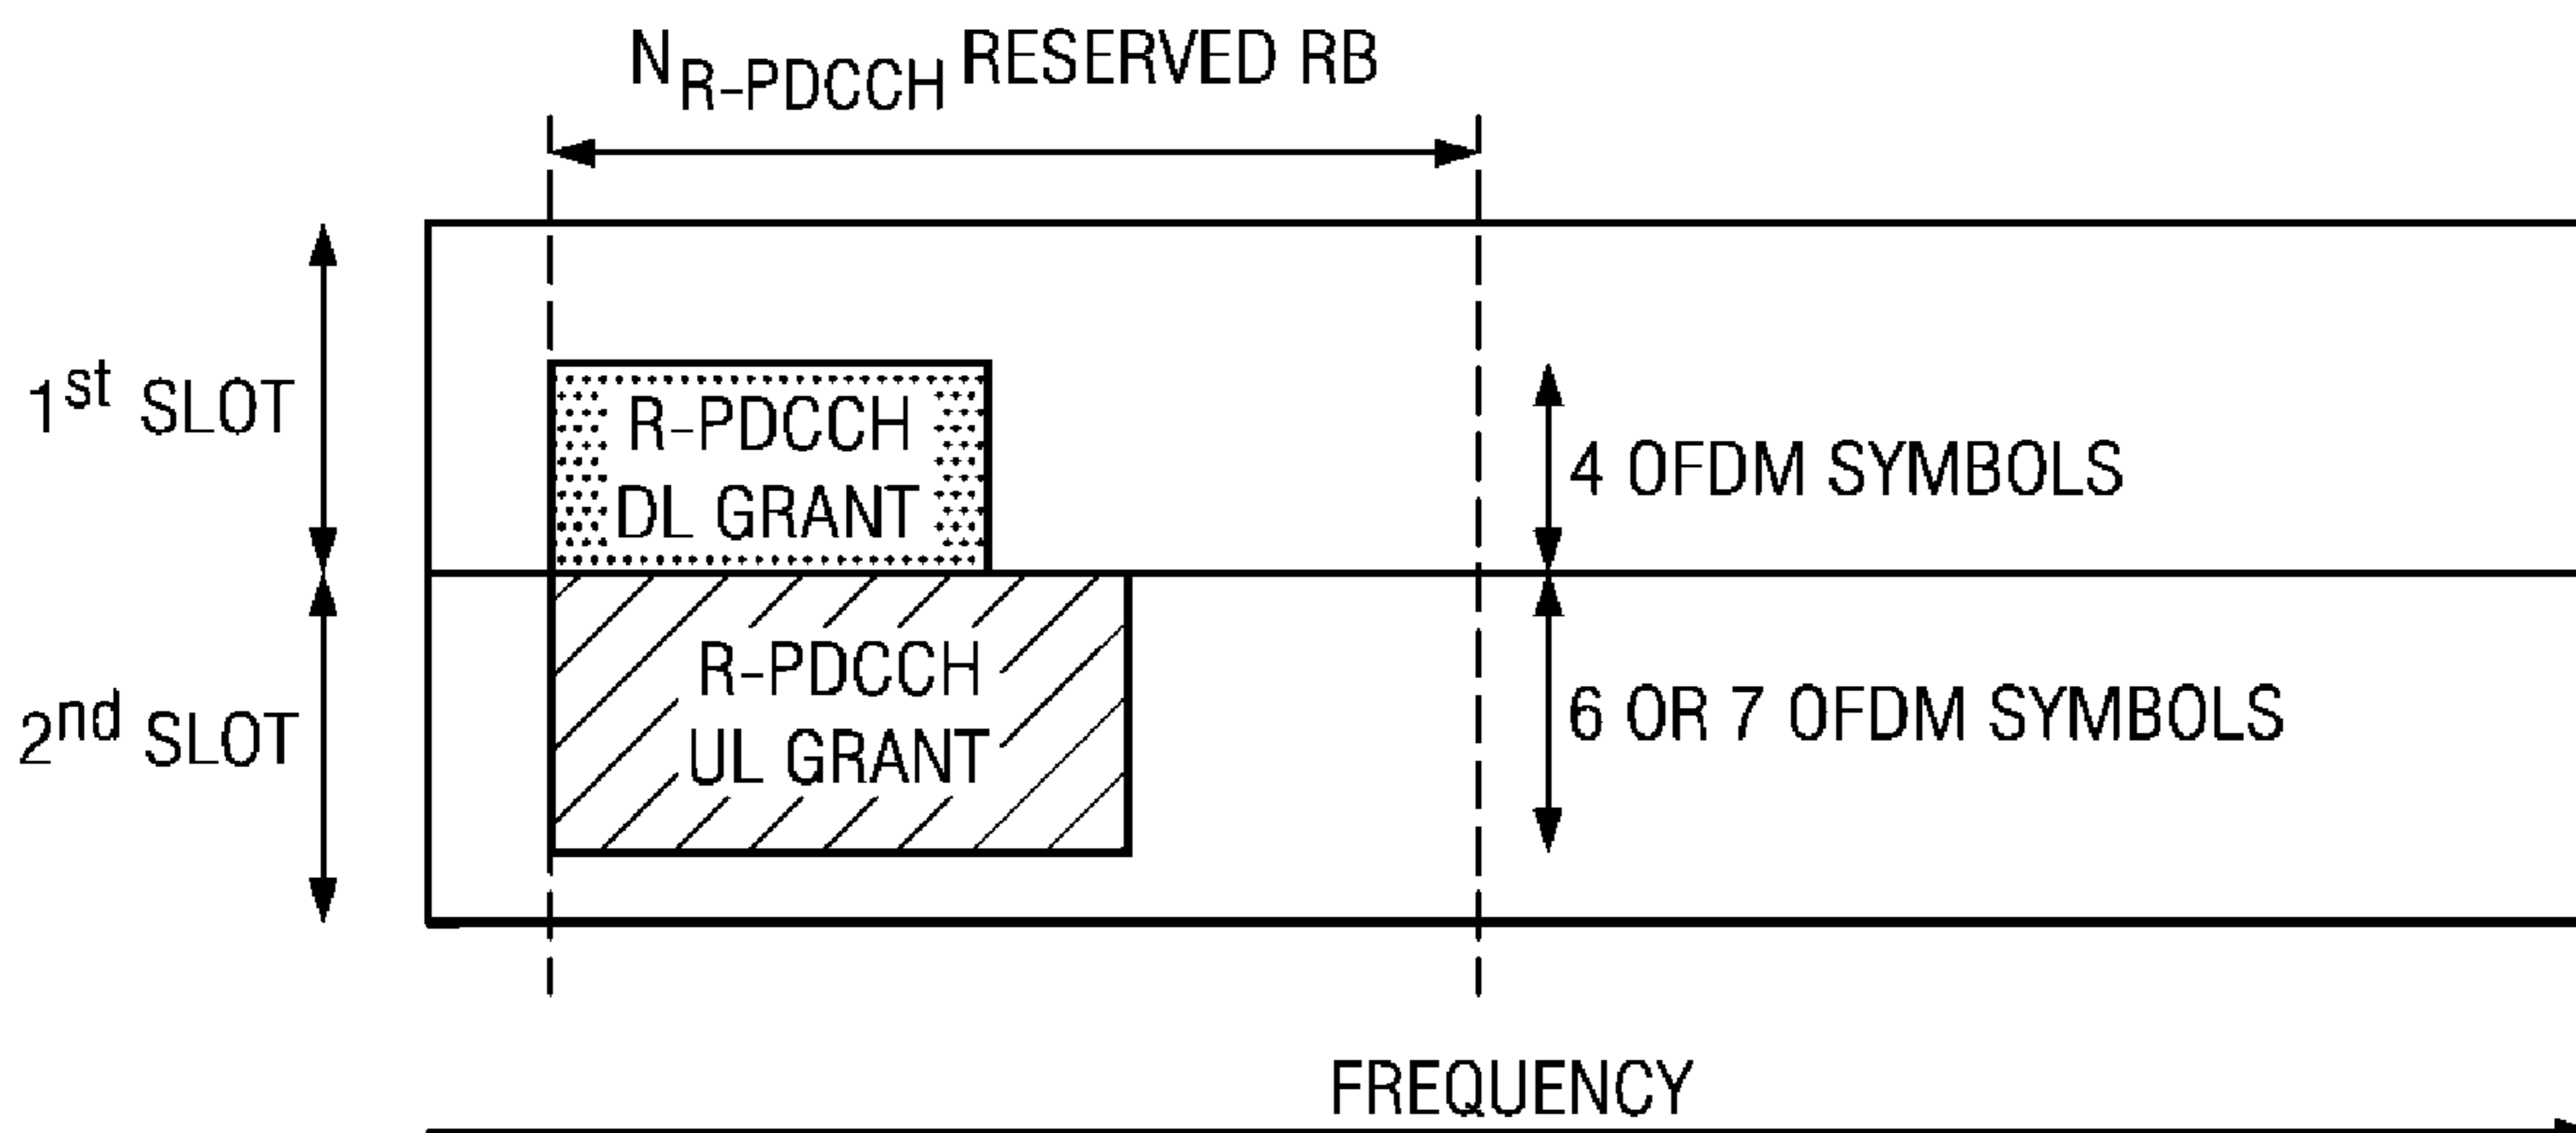 N_R-PDCCH RESERVED RB
1st SLOT
R-PDCCH
DL GRANT
4 OFDM SYMBOLS
2nd SLOT
R-PDCCH
UL GRANT
6 OR 7 OFDM SYMBOLS
FREQUENCY